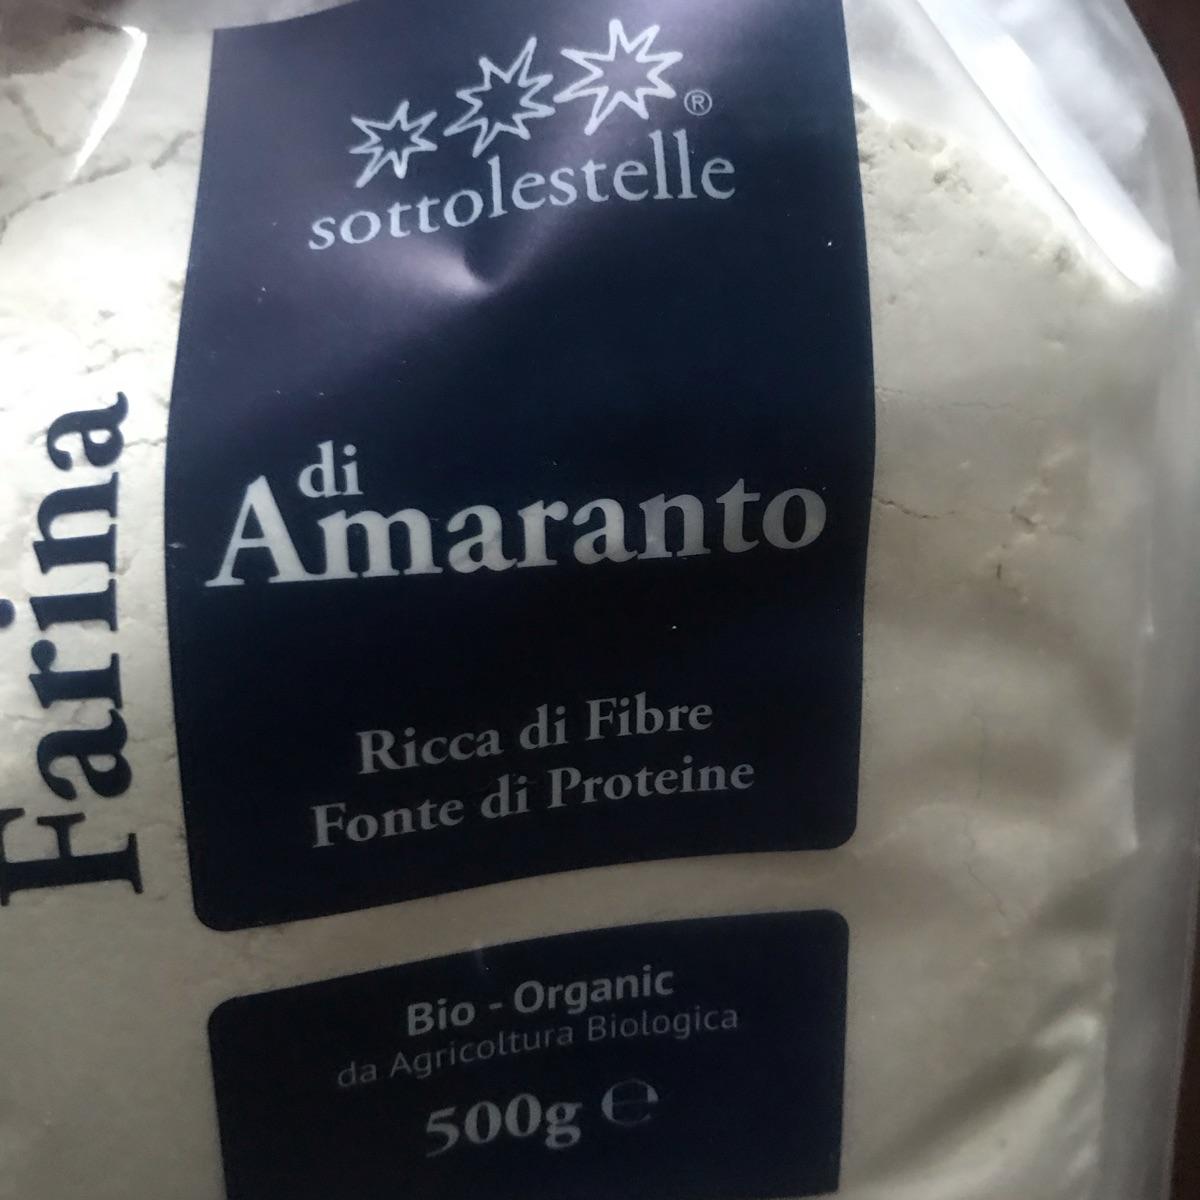 sottolestelle®
Farina
di
Amaranto
Ricca di Fibre
Fonte di Proteine
Bio - Organic
da Agricoltura Biologica
500g ℮